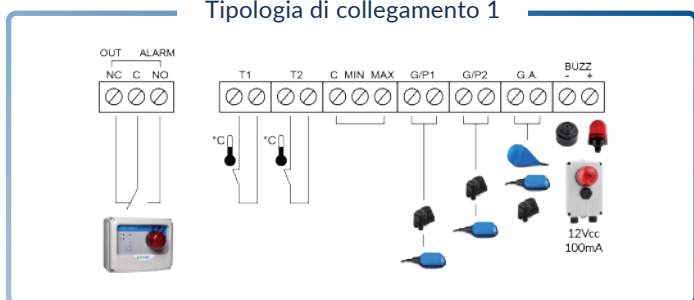 Tipologia di collegamento 1
OUT ALARM
NC C NO
T1 T2 C MIN MAX G/P1 G/P2 G.A. BUZZ
- +
°C °C
12Vcc
100mA